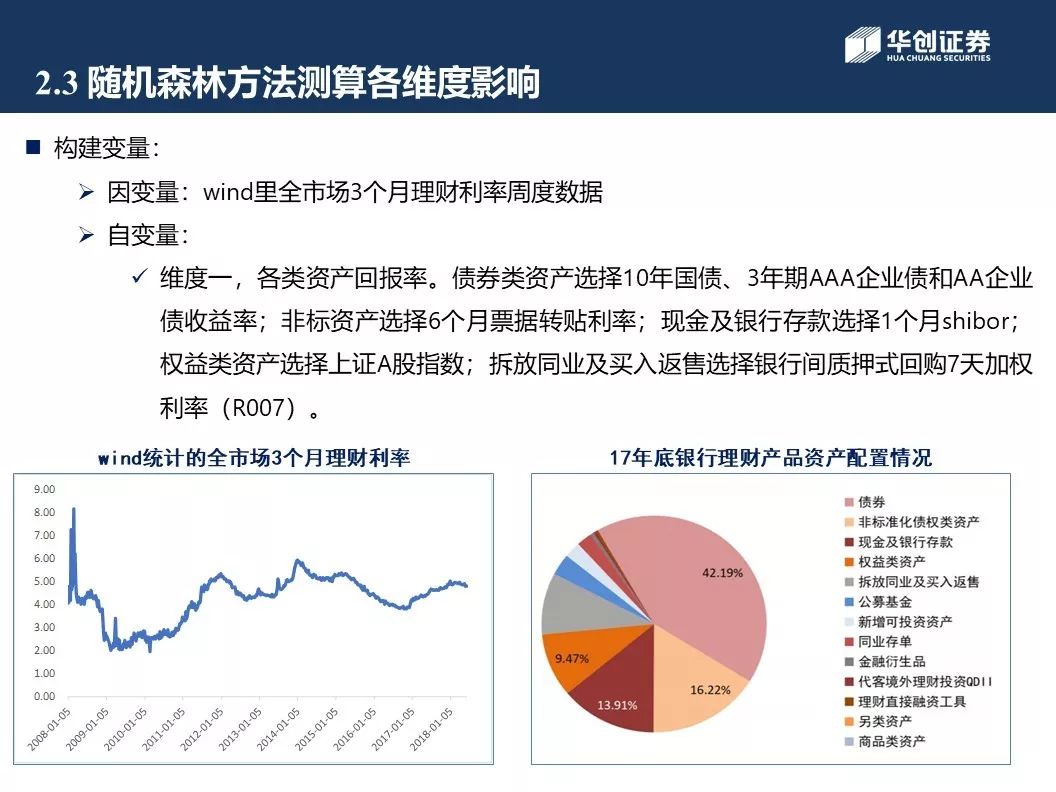 华创证券
HUA CHUANG SECURITIES
2.3 随机森林方法测算各维度影响
构建变量：
因变量：wind里全市场3个月理财利率周度数据
自变量：
维度一，各类资产回报率。债券类资产选择10年国债、3年期AAA企业债和AA企业
债收益率；非标资产选择6个月票据转贴利率；现金及银行存款选择1个月shibor；
权益类资产选择上证A股指数；拆放同业及买入返售选择银行间质押式回购7天加权
利率（R007）。
wind统计的全市场3个月理财利率
9.00
8.00
7.00
6.00
5.00
4.00
3.00
2.00
1.00
0.00
2008-01-05
2009-01-05
2010-01-05
2011-01-05
2012-01-05
2013-01-05
2014-01-05
2015-01-05
2016-01-05
2017-01-05
2018-01-05
17年底银行理财产品资产配置情况
42.19%
16.22%
13.91%
9.47%
债券
非标准化债权类资产
现金及银行存款
权益类资产
拆放同业及买入返售
公募基金
新增可投资资产
同业存单
金融衍生品
代客境外理财投资QDII
理财直接融资工具
另类资产
商品类资产